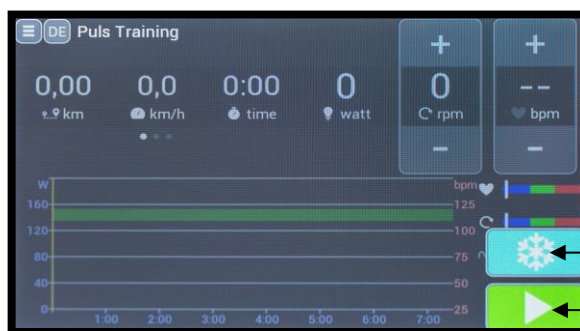 DE Puls Training
+ +
0,00 0,0 0:00 0 0 --
km km/h time watt rpm bpm
- -
W bpm
160 125
120 100
80 75
40 50
0 25
1:00 2:00 3:00 4:00 5:00 6:00 7:00